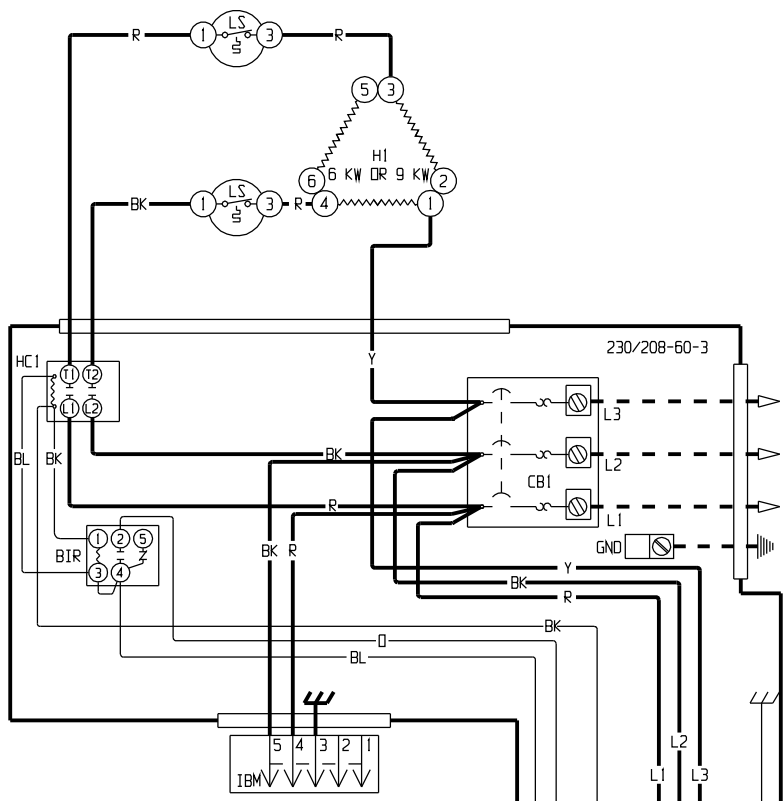 R
1
LS
3
R
5
3
H1
6 KW OR 9 KW
6
2
BK
1
LS
3
R
4
1
230/208-60-3
HC1
T1
T2
Y
L1
L2
L3
BL
BK
BK
L2
CB1
R
L1
BIR
1
2
5
3
4
BK
R
GND
Y
BK
R
BK
O
BL
5
4
3
2
1
IBM
L1
L2
L3